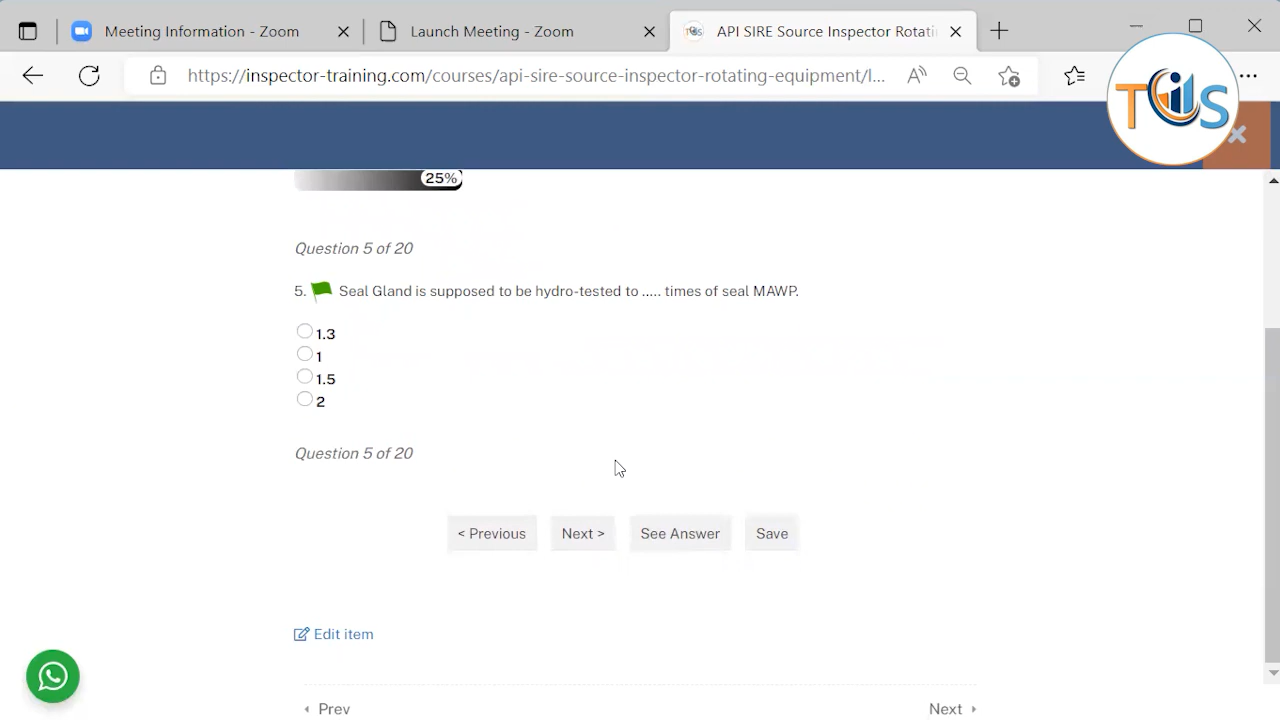 Meeting Information - Zoom
Launch Meeting - Zoom
API SIRE Source Inspector Rotati
https://inspector-training.com/courses/api-sire-source-inspector-rotating-equipment/l...
TIS
25%
Question 5 of 20
5. Seal Gland is supposed to be hydro-tested to ..... times of seal MAWP.
1.3
1
1.5
2
Question 5 of 20
< Previous
Next >
See Answer
Save
Edit item
Prev
Next